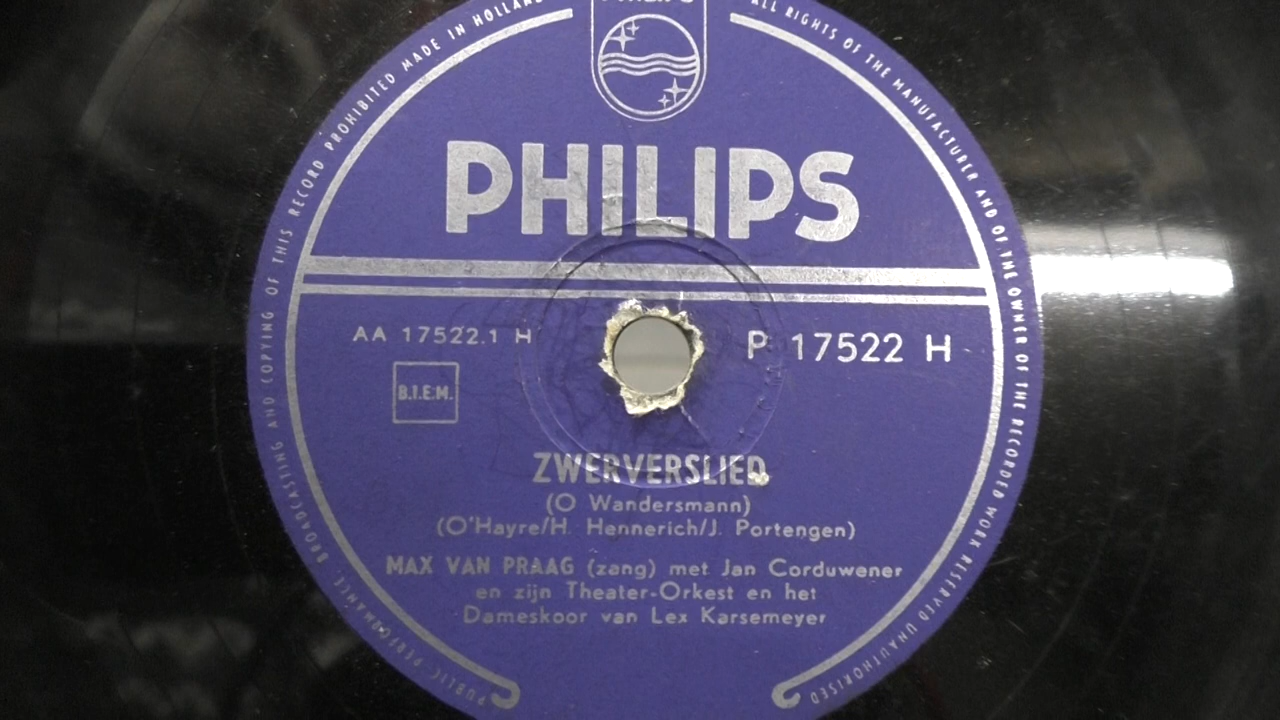 ALL RIGHTS OF THE MANUFACTURER AND OF THE OWNER OF THE RECORDED WORK RESERVED UNAUTHORISED
PUBLIC PERFORMANCE, BROADCASTING AND COPYING OF THIS RECORD PROHIBITED MADE IN HOLLAND
PHILIPS
PHILIPS
AA 17522.1 H
P 17522 H
B.I.E.M.
ZWERVERSLIED
(O Wandersmann)
(O'Hayre/H. Hennerich/J. Portengen)
MAX VAN PRAAG (zang) met Jan Corduwener
en zijn Theater-Orkest en het
Dameskoor van Lex Karsemeyer